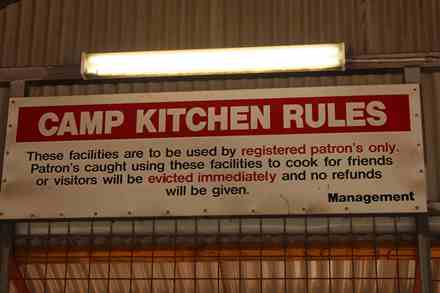 CAMP KITCHEN RULES
These facilities are to be used by registered patron's only.
Patron's caught using these facilities to cook for friends
or visitors will be evicted immediately and no refunds
will be given.
Management